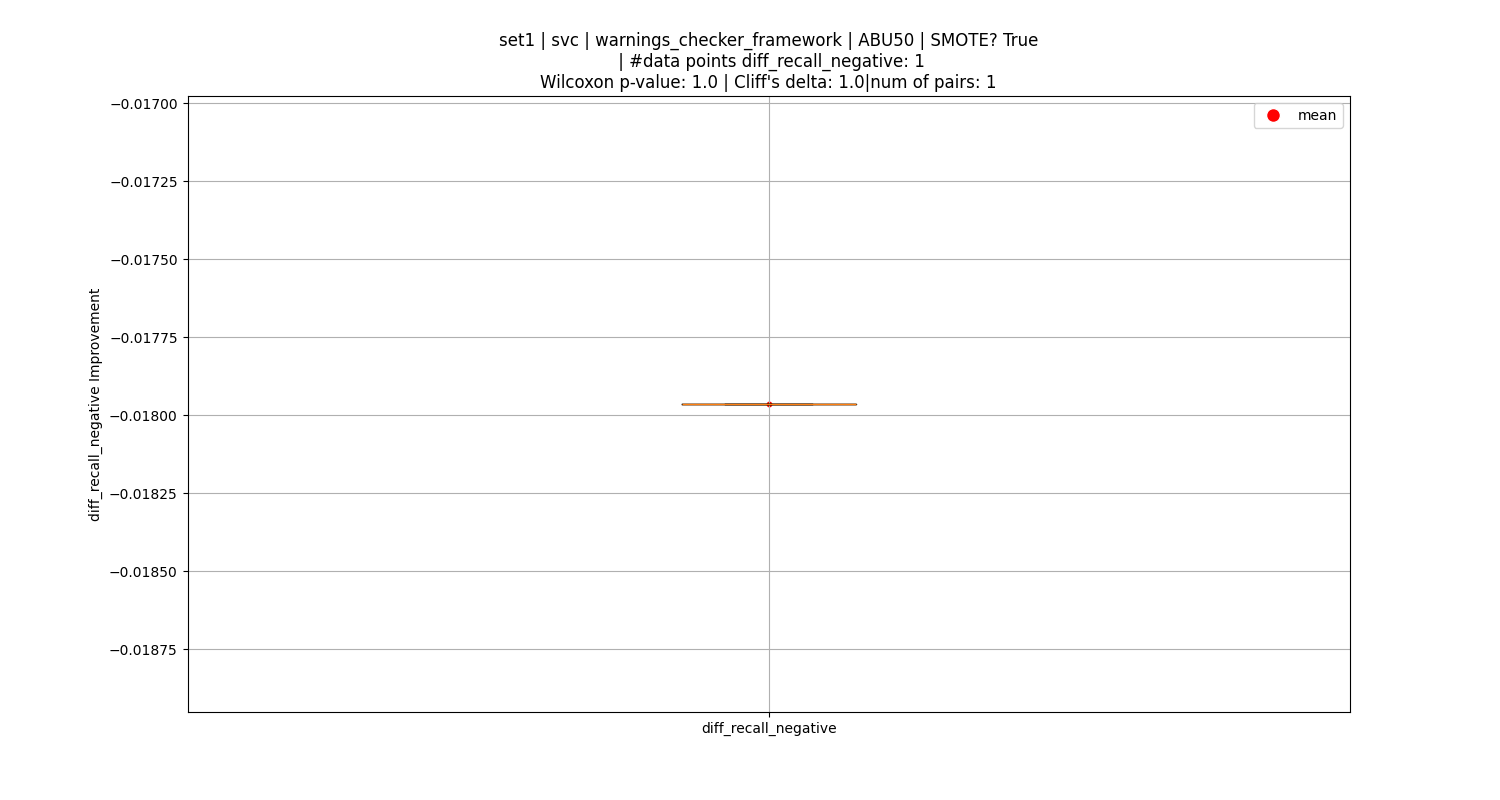 set1 | svc | warnings_checker_framework | ABU50 | SMOTE? True
| #data points diff_recall_negative: 1
Wilcoxon p-value: 1.0 | Cliff's delta: 1.0|num of pairs: 1
mean
−0.01700
−0.01725
−0.01750
−0.01775
−0.01800
−0.01825
−0.01850
−0.01875
diff_recall_negative Improvement
diff_recall_negative